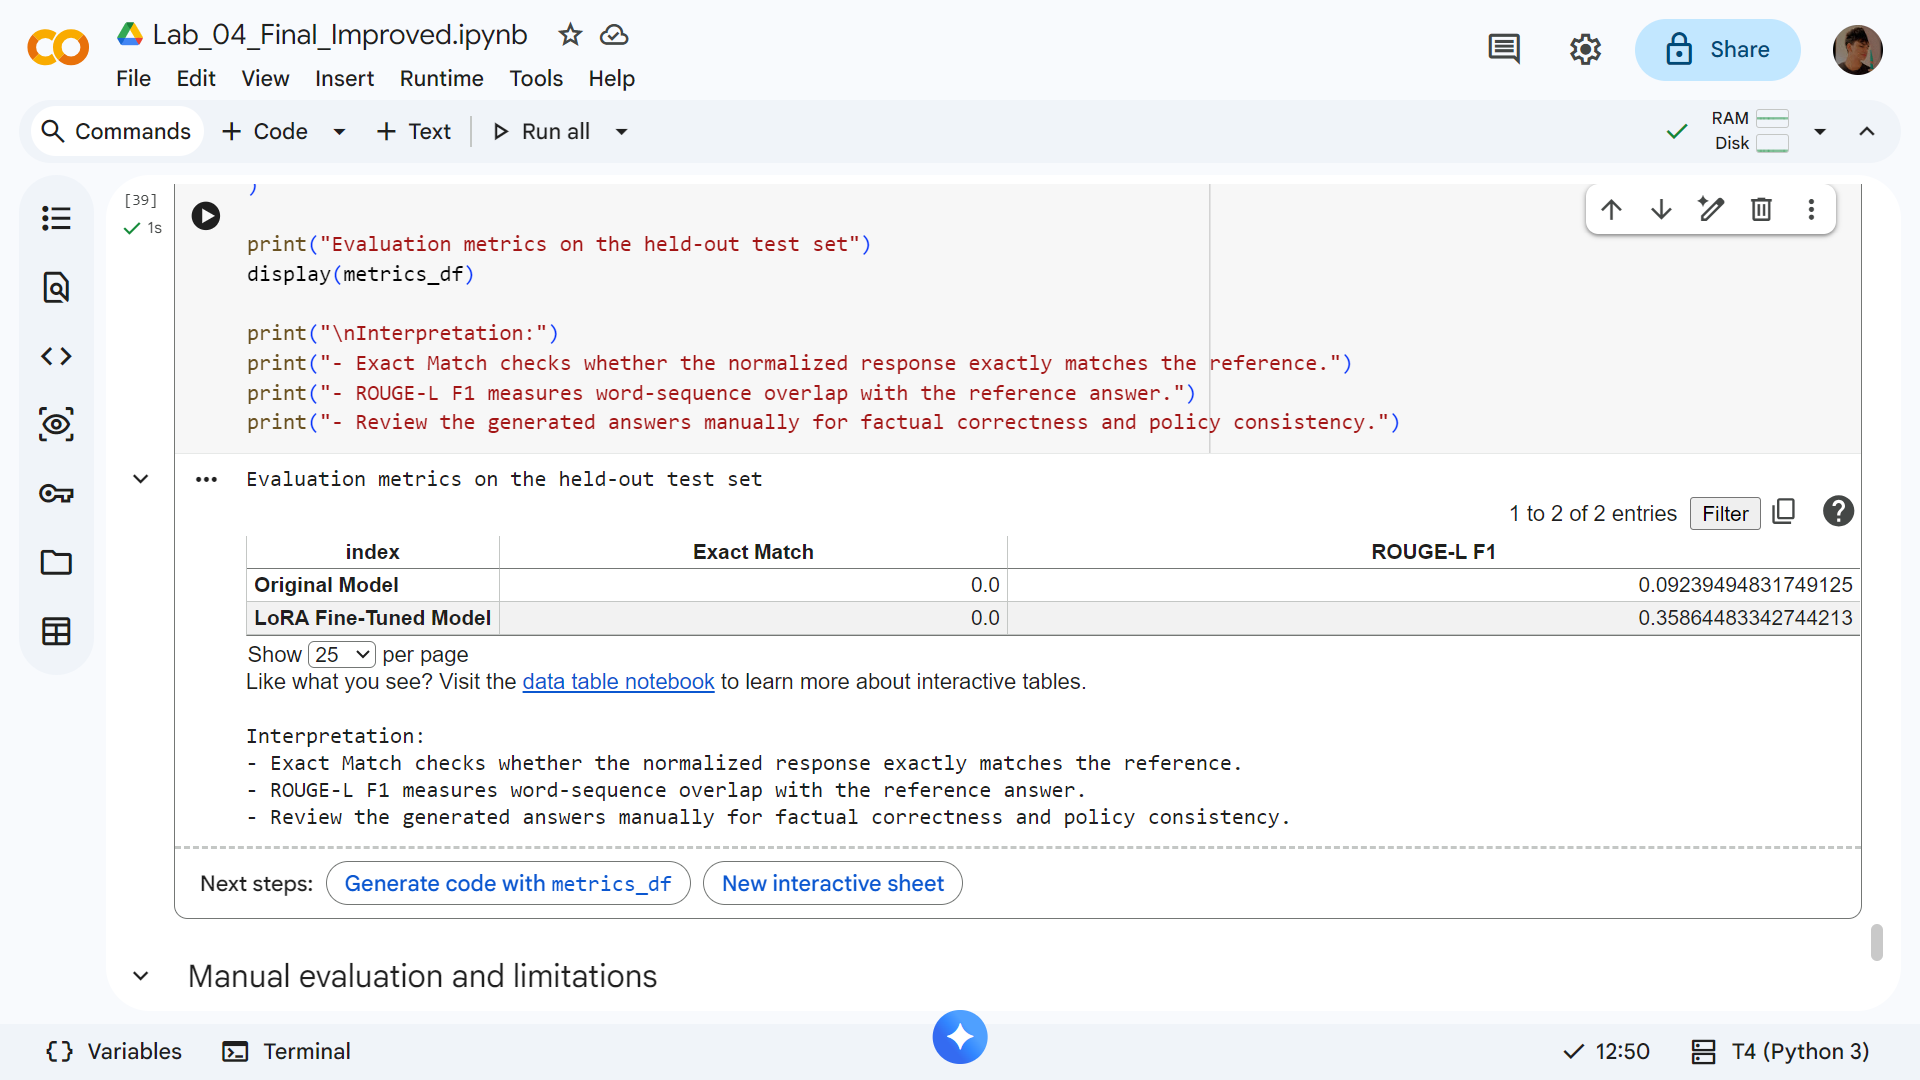 Lab_04_Final_Improved.ipynb
File Edit View Insert Runtime Tools Help
Share
Commands + Code + Text Run all
RAM
Disk
[39]
1s
)
print("Evaluation metrics on the held-out test set")
display(metrics_df)
print("\nInterpretation:")
print("- Exact Match checks whether the normalized response exactly matches the reference.")
print("- ROUGE-L F1 measures word-sequence overlap with the reference answer.")
print("- Review the generated answers manually for factual correctness and policy consistency.")
Evaluation metrics on the held-out test set
1 to 2 of 2 entries Filter
index Exact Match ROUGE-L F1
Original Model 0.0 0.09239494831749125
LoRA Fine-Tuned Model 0.0 0.35864483342744213
Show 25 per page
Like what you see? Visit the data table notebook to learn more about interactive tables.
Interpretation:
- Exact Match checks whether the normalized response exactly matches the reference.
- ROUGE-L F1 measures word-sequence overlap with the reference answer.
- Review the generated answers manually for factual correctness and policy consistency.
Next steps: Generate code with metrics_df New interactive sheet
Manual evaluation and limitations
Variables Terminal 12:50 T4 (Python 3)